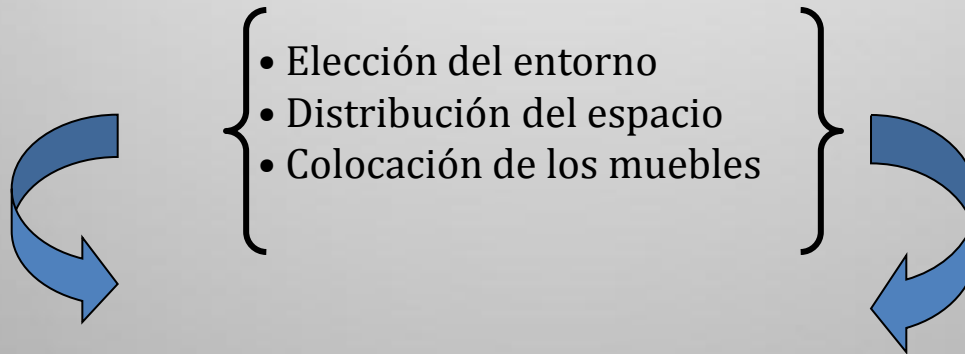 • Elección del entorno
• Distribución del espacio
• Colocación de los muebles